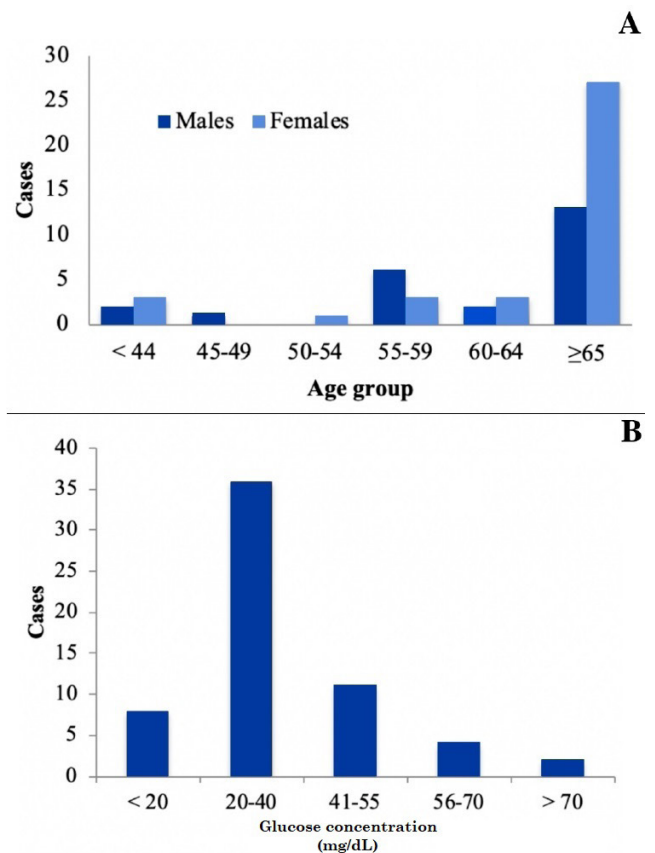 A
30
25
20
15
10
5
0
Cases
Males Females
< 44 45-49 50-54 55-59 60-64 ≥65
Age group
B
40
35
30
25
20
15
10
5
0
Cases
< 20 20-40 41-55 56-70 > 70
Glucose concentration
(mg/dL)